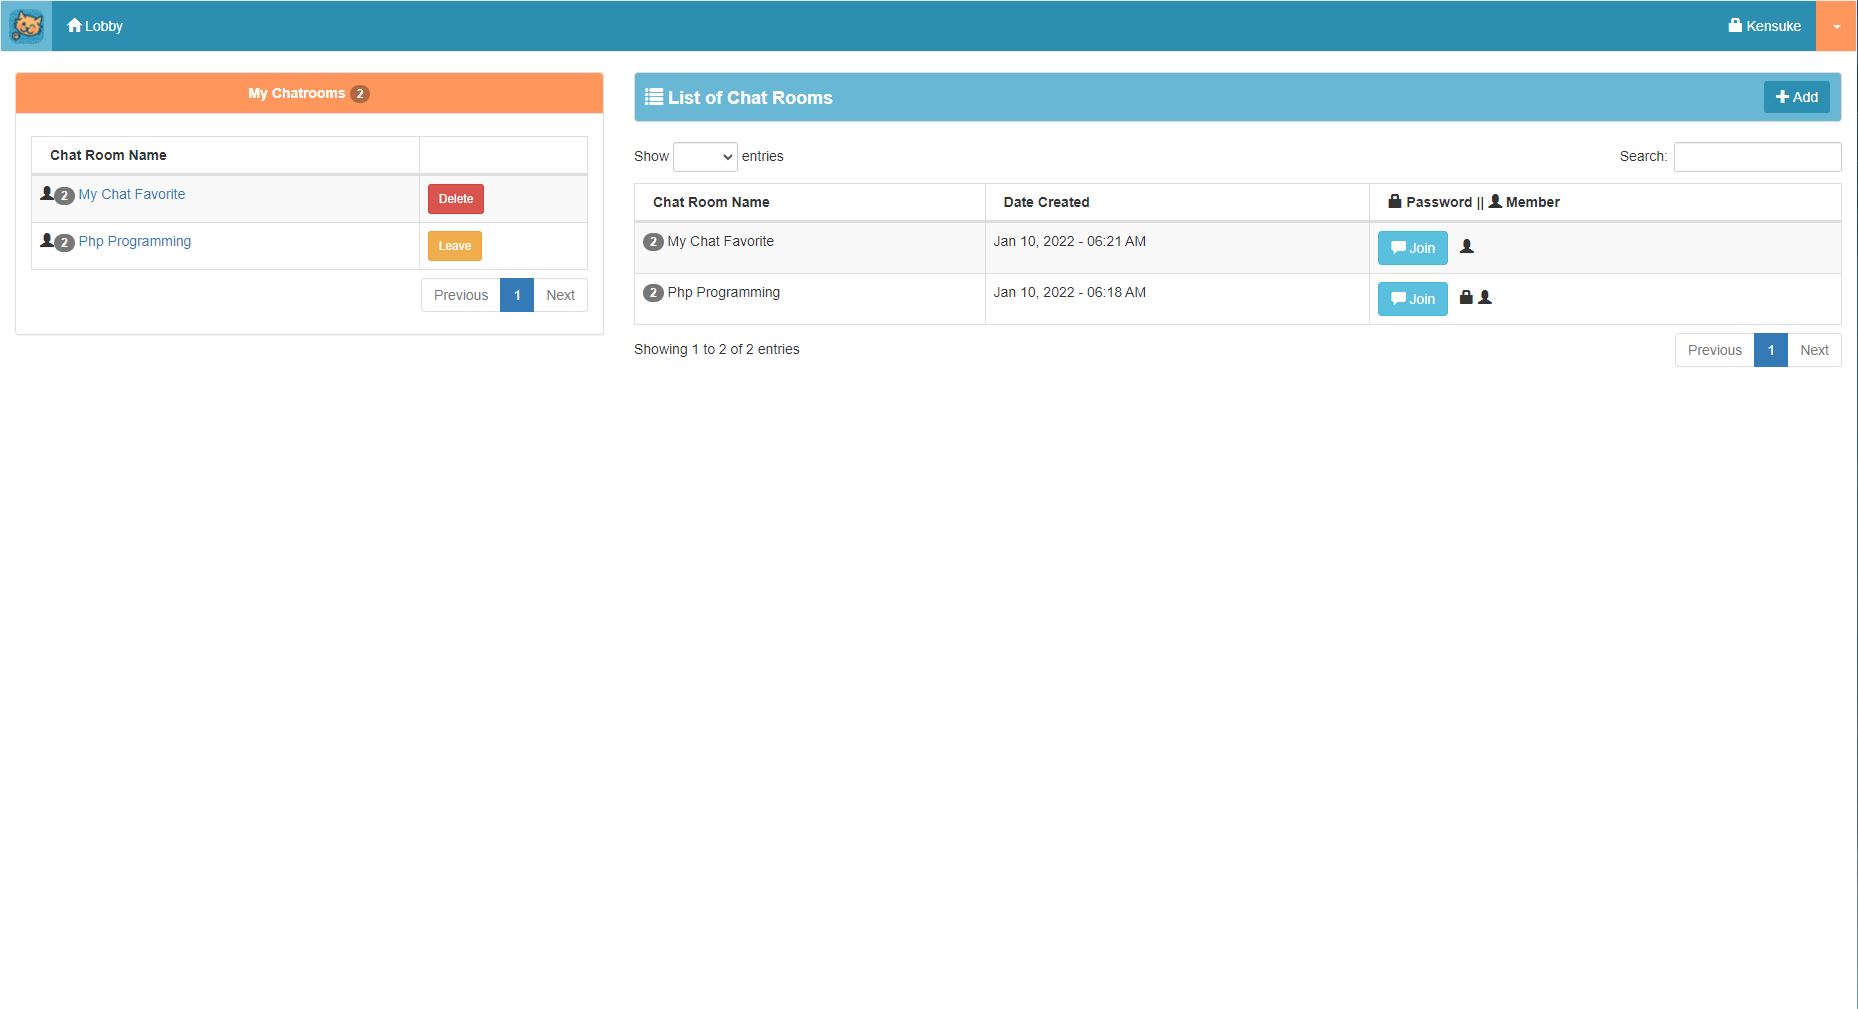 Lobby
Kensuke
My Chatrooms 2
Chat Room Name
2 My Chat Favorite
Delete
2 Php Programming
Leave
Previous 1 Next
List of Chat Rooms
Add
Show entries
Search:
Chat Room Name Date Created Password || Member
2 My Chat Favorite Jan 10, 2022 - 06:21 AM Join
2 Php Programming Jan 10, 2022 - 06:18 AM Join
Showing 1 to 2 of 2 entries
Previous 1 Next